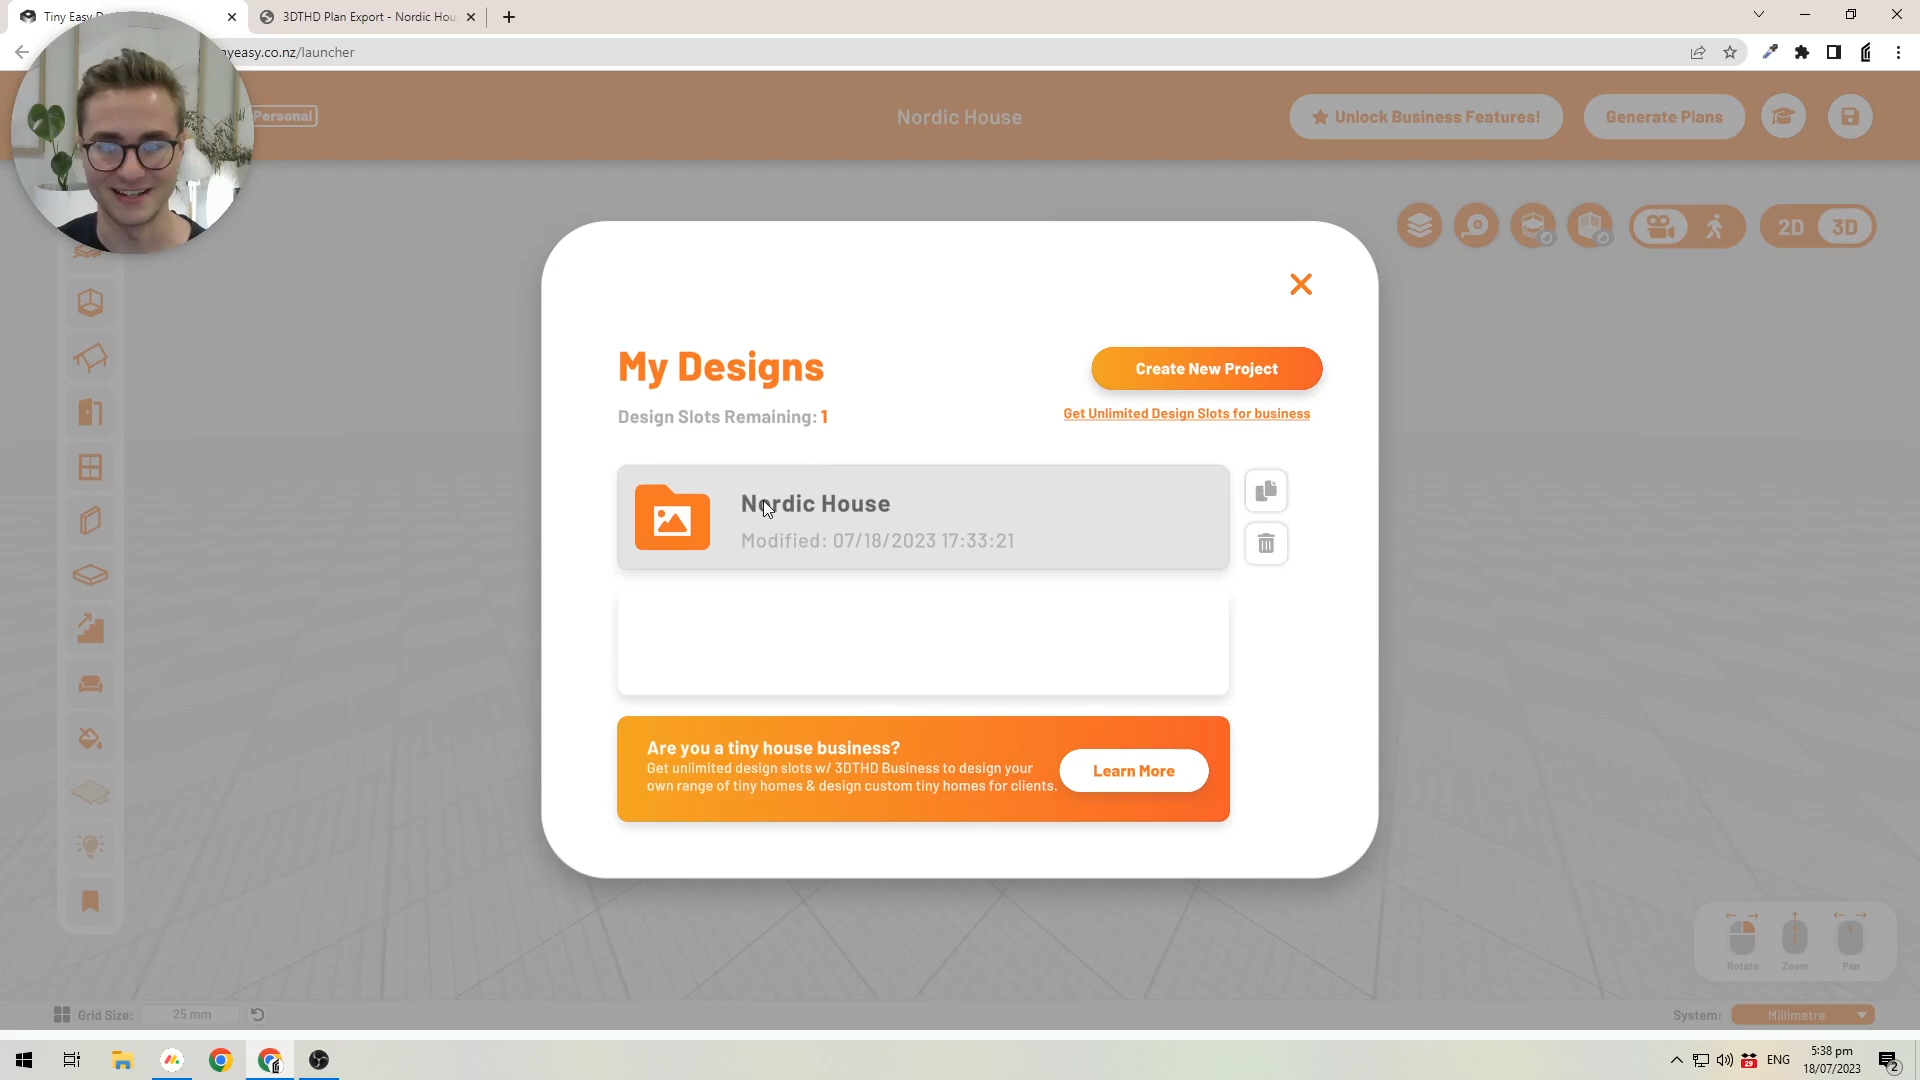 3DTHD Plan Export - Nordic Hou
yeasy.co.nz/launcher
Personal
Nordic House
Unlock Business Features!
Generate Plans
2D
3D
My Designs
Create New Project
Design Slots Remaining: 1
Get Unlimited Design Slots for business
Nordic House
Modified: 07/18/2023 17:33:21
Are you a tiny house business?
Get unlimited design slots w/ 3DTHD Business to design your
own range of tiny homes & design custom tiny homes for clients.
Learn More
Rotate
Zoom
Pan
Grid Size:
25 mm
System:
Millimetre
29
ENG
5:38 pm
18/07/2023
2
Tiny Easy